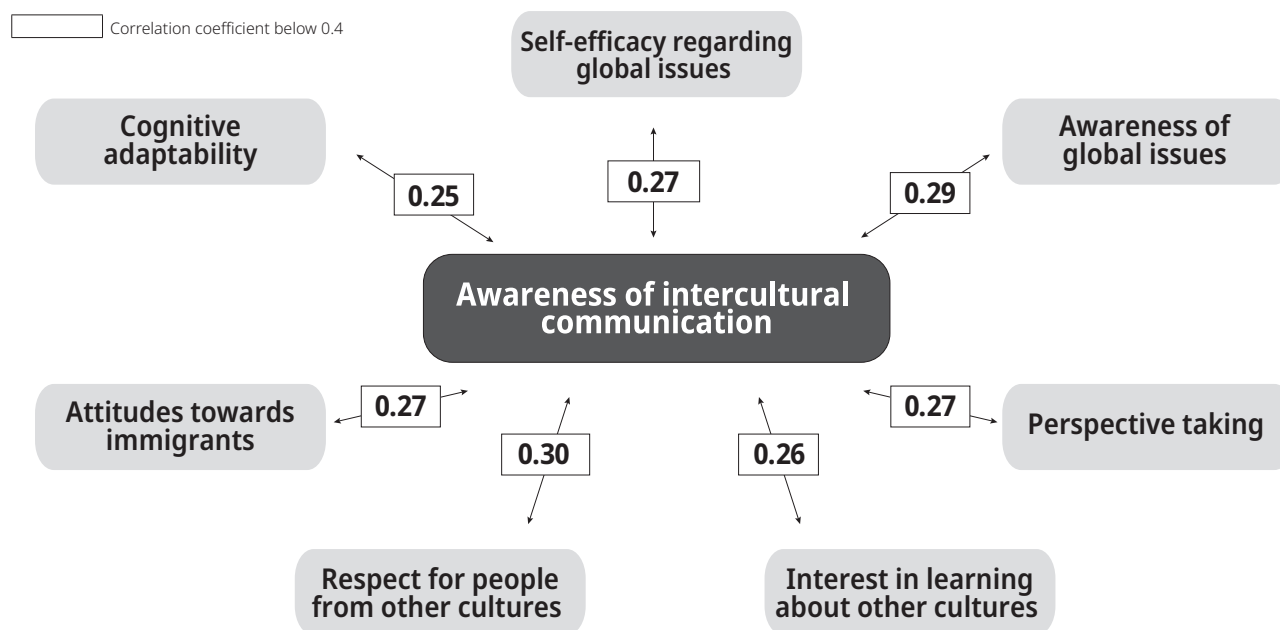 Correlation coefficient below 0.4
Self-efficacy regarding
global issues
Cognitive
adaptability
Awareness of
global issues
0.25
0.27
0.29
Awareness of intercultural
communication
Attitudes towards
immigrants
0.27
0.30
0.26
0.27
Perspective taking
Respect for people
from other cultures
Interest in learning
about other cultures